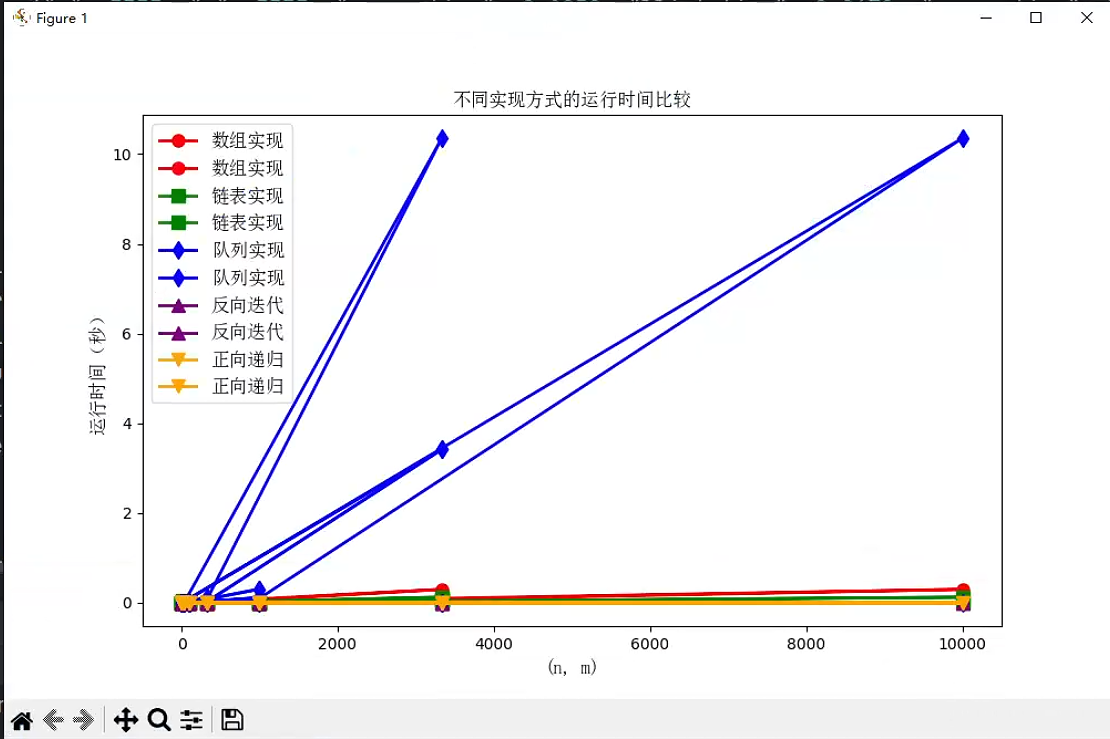 Figure 1
不同实现方式的运行时间比较
数组实现
数组实现
链表实现
链表实现
队列实现
队列实现
反向迭代
反向迭代
正向递归
正向递归
运行时间（秒）
10
8
6
4
2
0
0 2000 4000 6000 8000 10000
(n, m)